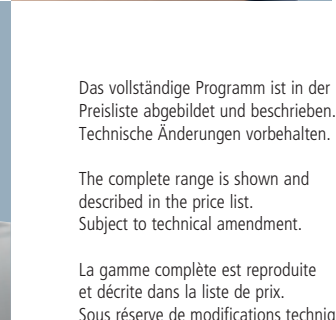 Das vollständige Programm ist in der
Preisliste abgebildet und beschrieben.
Technische Änderungen vorbehalten.
The complete range is shown and
described in the price list.
Subject to technical amendment.
La gamme complète est reproduite
et décrite dans la liste de prix.
Sous réserve de modifications